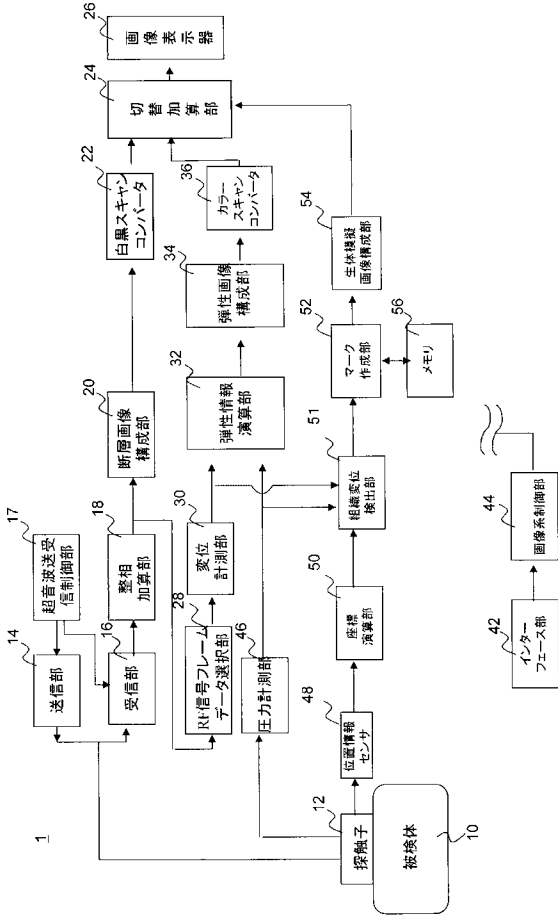 1
10
被検体
12
探触子
14
送信部
16
受信部
17
超音波送受
信制御部
18
整相
加算部
20
断層画像
構成部
22
白黒スキャン
コンバータ
24
切替加算部
26
画像表示器
28
RF信号フレーム
データ選択部
30
変位
計測部
32
弾性情報
演算部
34
弾性画像
構成部
36
カラー
スキャン
コンバータ
46
圧力計測部
48
位置情報
センサ
50
座標
演算部
51
組織変位
検出部
52
マーク
作成部
54
生体模擬
画像構成部
56
メモリ
42
インター
フェース部
44
画像系制御部